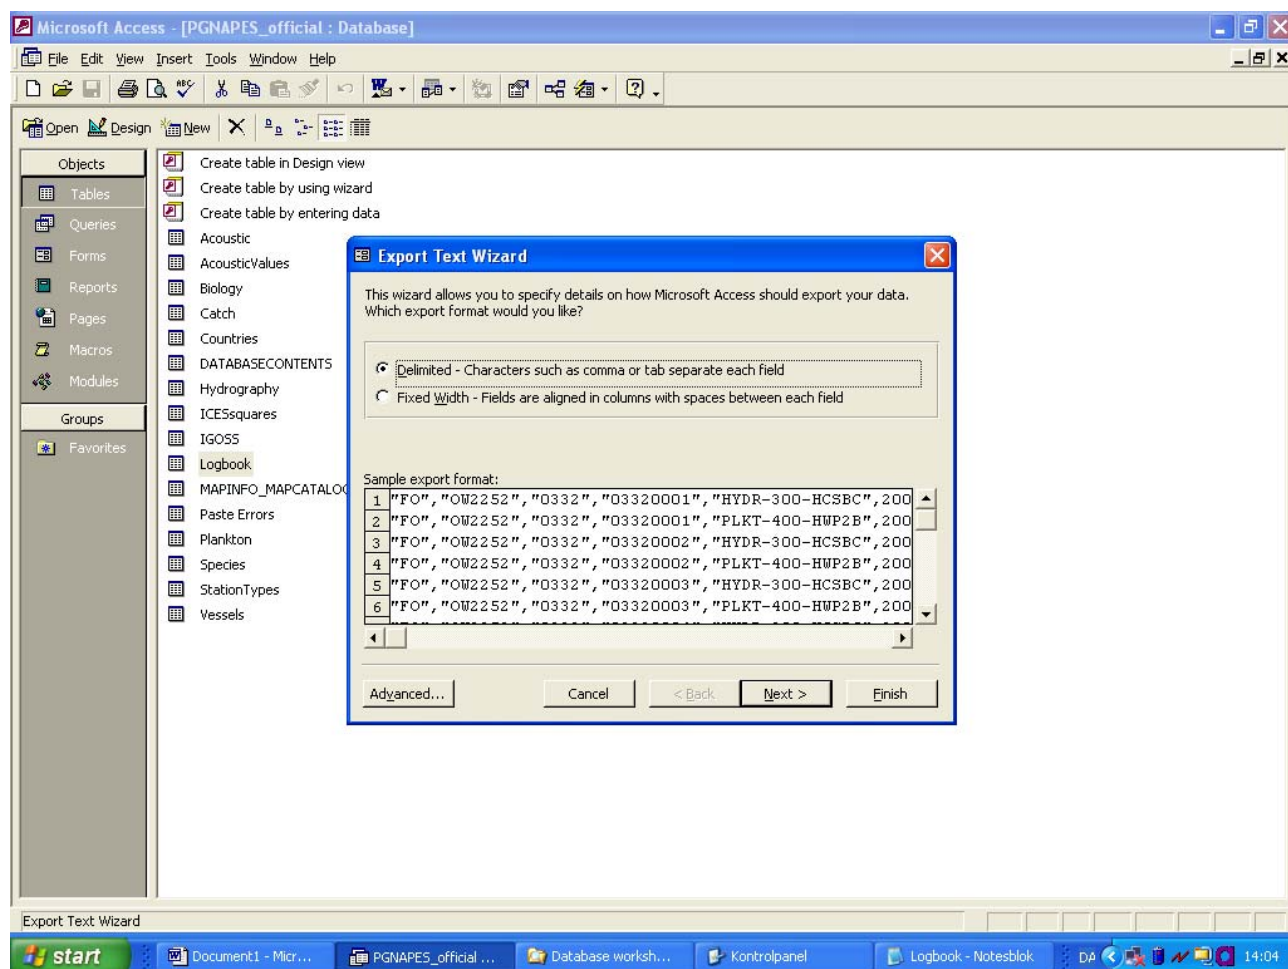 Microsoft Access - [PGNAPES_official : Database]
File Edit View Insert Tools Window Help
Open Design New
Objects
Tables
Queries
Forms
Reports
Pages
Macros
Modules
Groups
Favorites
Create table in Design view
Create table by using wizard
Create table by entering data
Acoustic
AcousticValues
Biology
Catch
Countries
DATABASECONTENTS
Hydrography
ICESsquares
IGOSS
Logbook
MAPINFO_MAPCATALOG
Paste Errors
Plankton
Species
StationTypes
Vessels
Export Text Wizard
This wizard allows you to specify details on how Microsoft Access should export your data.
Which export format would you like?
Delimited - Characters such as comma or tab separate each field
Fixed Width - Fields are aligned in columns with spaces between each field
Sample export format:
1 "FO","OW2252","0332","03320001","HYDR-300-HCSBC",200
2 "FO","OW2252","0332","03320001","PLKT-400-HWP2B",200
3 "FO","OW2252","0332","03320002","HYDR-300-HCSBC",200
4 "FO","OW2252","0332","03320002","PLKT-400-HWP2B",200
5 "FO","OW2252","0332","03320003","HYDR-300-HCSBC",200
6 "FO","OW2252","0332","03320003","PLKT-400-HWP2B",200
Advanced... Cancel < Back Next > Finish
Export Text Wizard
start Document1 - Micr... PGNAPES_official ... Database worksh... Kontrolpanel Logbook - Notesblok DA 14:04